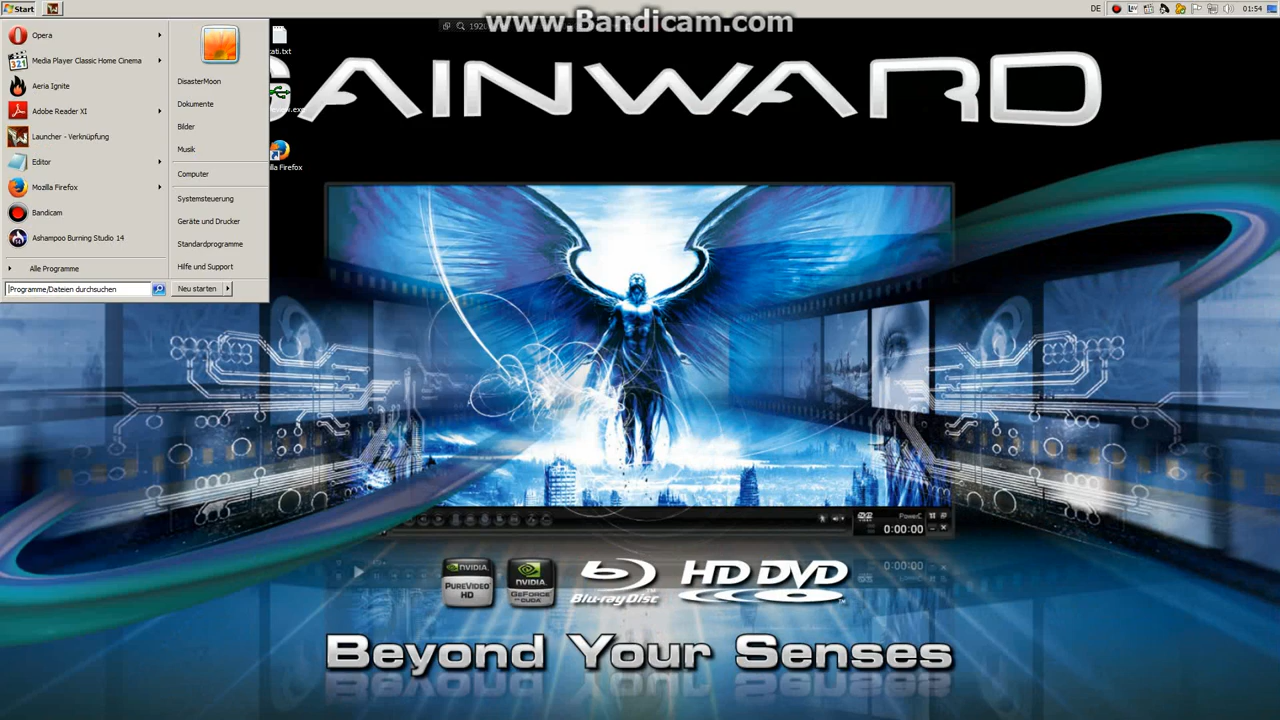 Start
DE
01:54
www.Bandicam.com
Opera
Media Player Classic Home Cinema
Aeria Ignite
Adobe Reader XI
Launcher - Verknüpfung
Editor
Mozilla Firefox
Bandicam
Ashampoo Burning Studio 14
Alle Programme
Programme/Dateien durchsuchen
DisasterMoon
Dokumente
Bilder
Musik
Computer
Systemsteuerung
Geräte und Drucker
Standardprogramme
Hilfe und Support
Neu starten
AINWARD
0:00:00
0:00:00
NVIDIA
PUREVIDEO
HD
NVIDIA
GEFORCE
CUDA
Blu-rayDisc
HD DVD
Beyond Your Senses